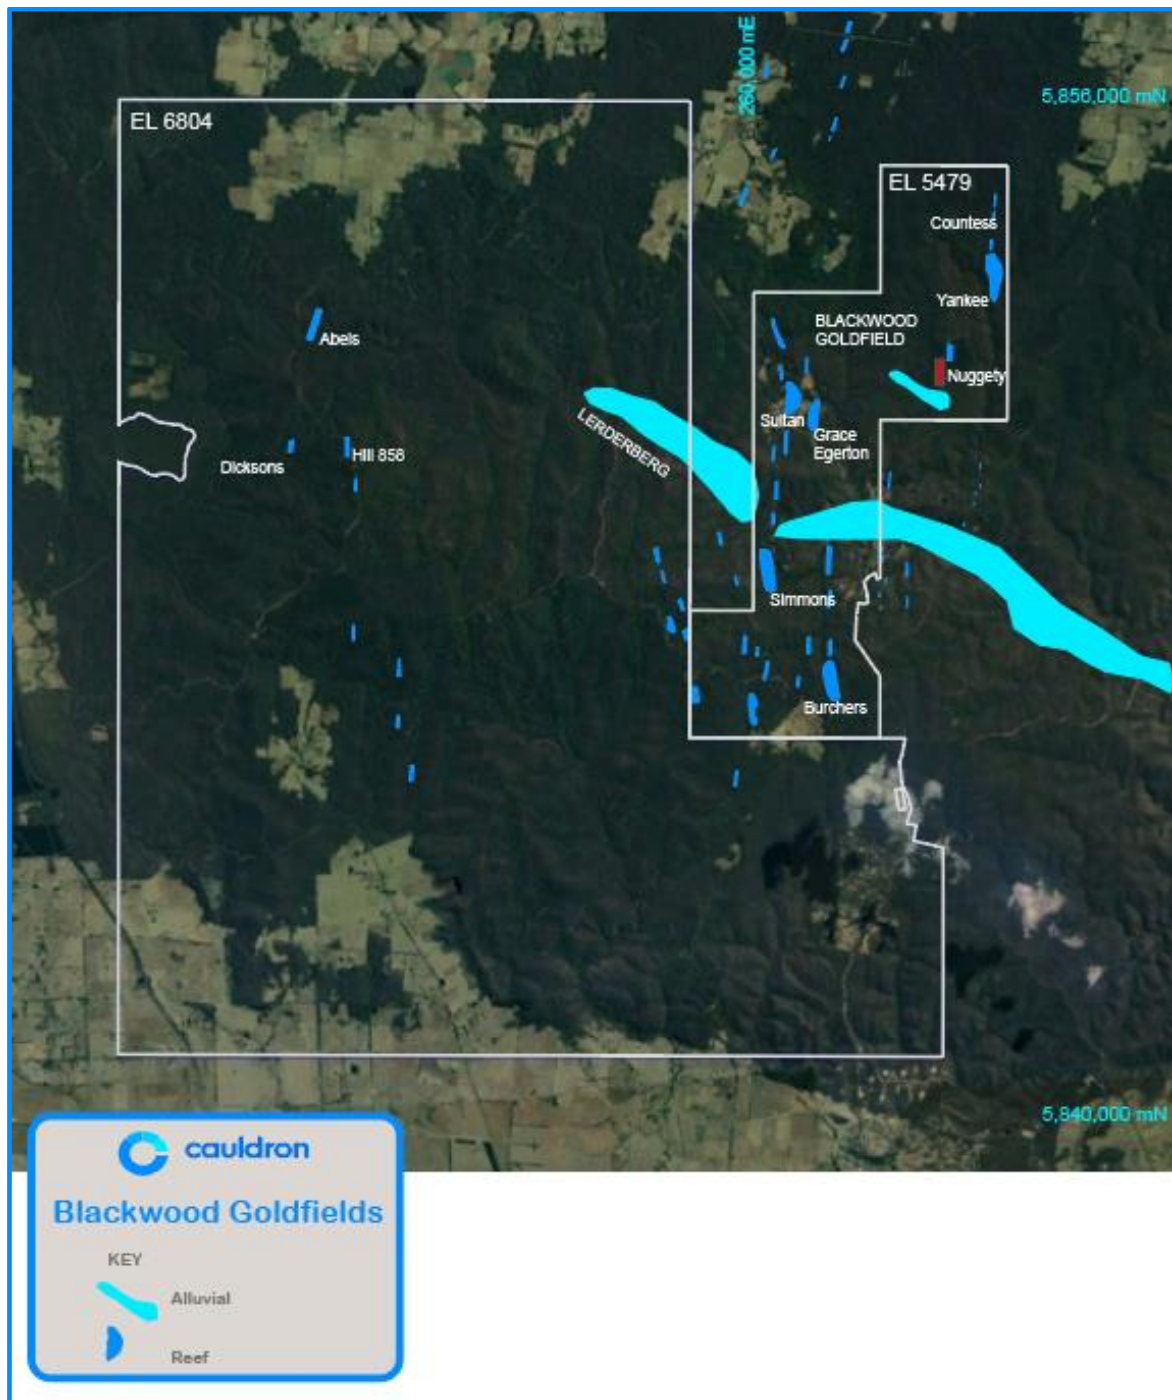 260,000 mE
5,856,000 mN
EL 6804
EL 5479
Countess
Yankee
BLACKWOOD
GOLDFIELD
Abels
Nuggety
LERDERBERG
Sultan
Grace
Egerton
Hill 858
Dicksons
Simmons
Burchers
5,840,000 mN
cauldron
Blackwood Goldfields
KEY
Alluvial
Reef